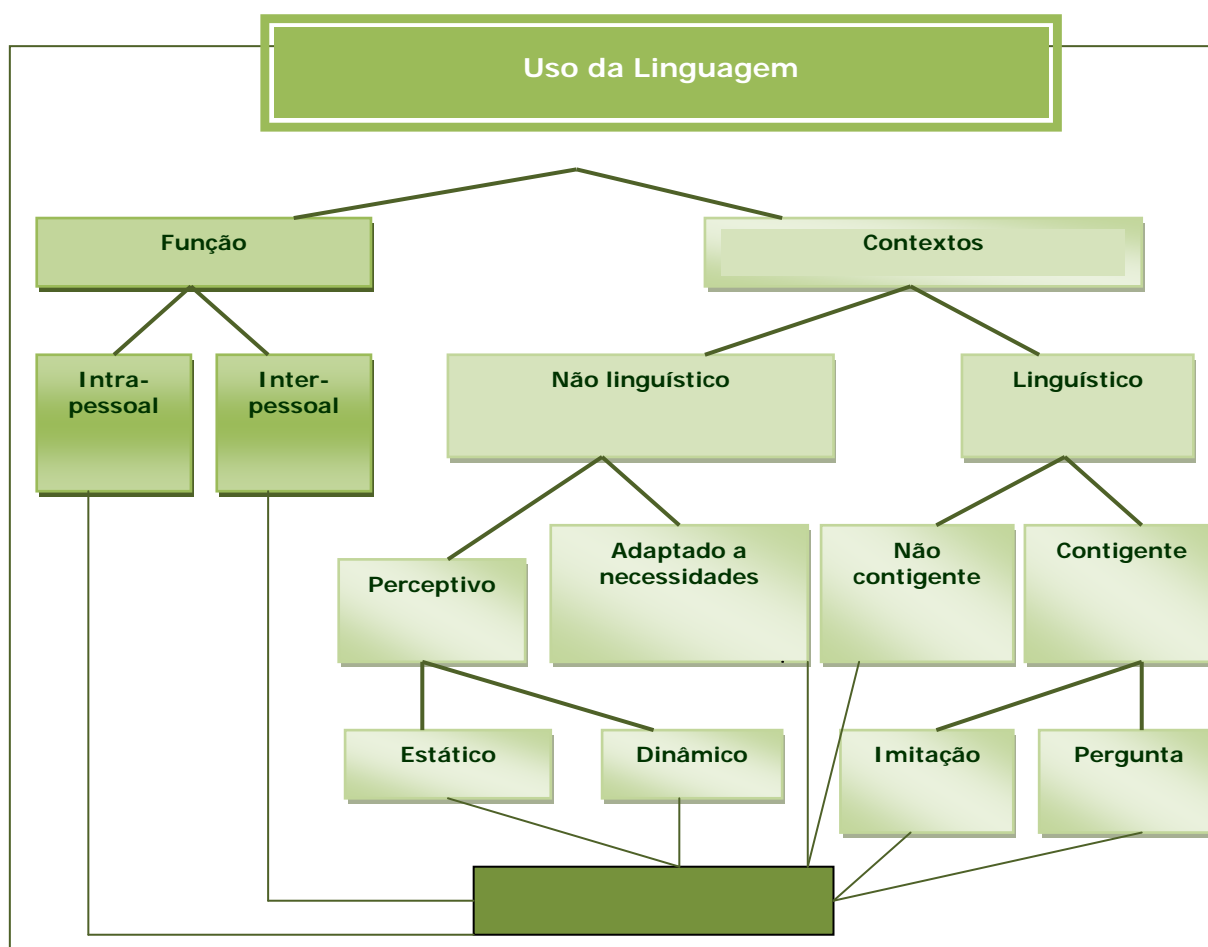 Uso da Linguagem
Função
Contextos
Intra-
pessoal
Inter-
pessoal
Não linguístico
Linguístico
Perceptivo
Adaptado a
necessidades
Não
contigente
Contigente
Estático
Dinâmico
Imitação
Pergunta